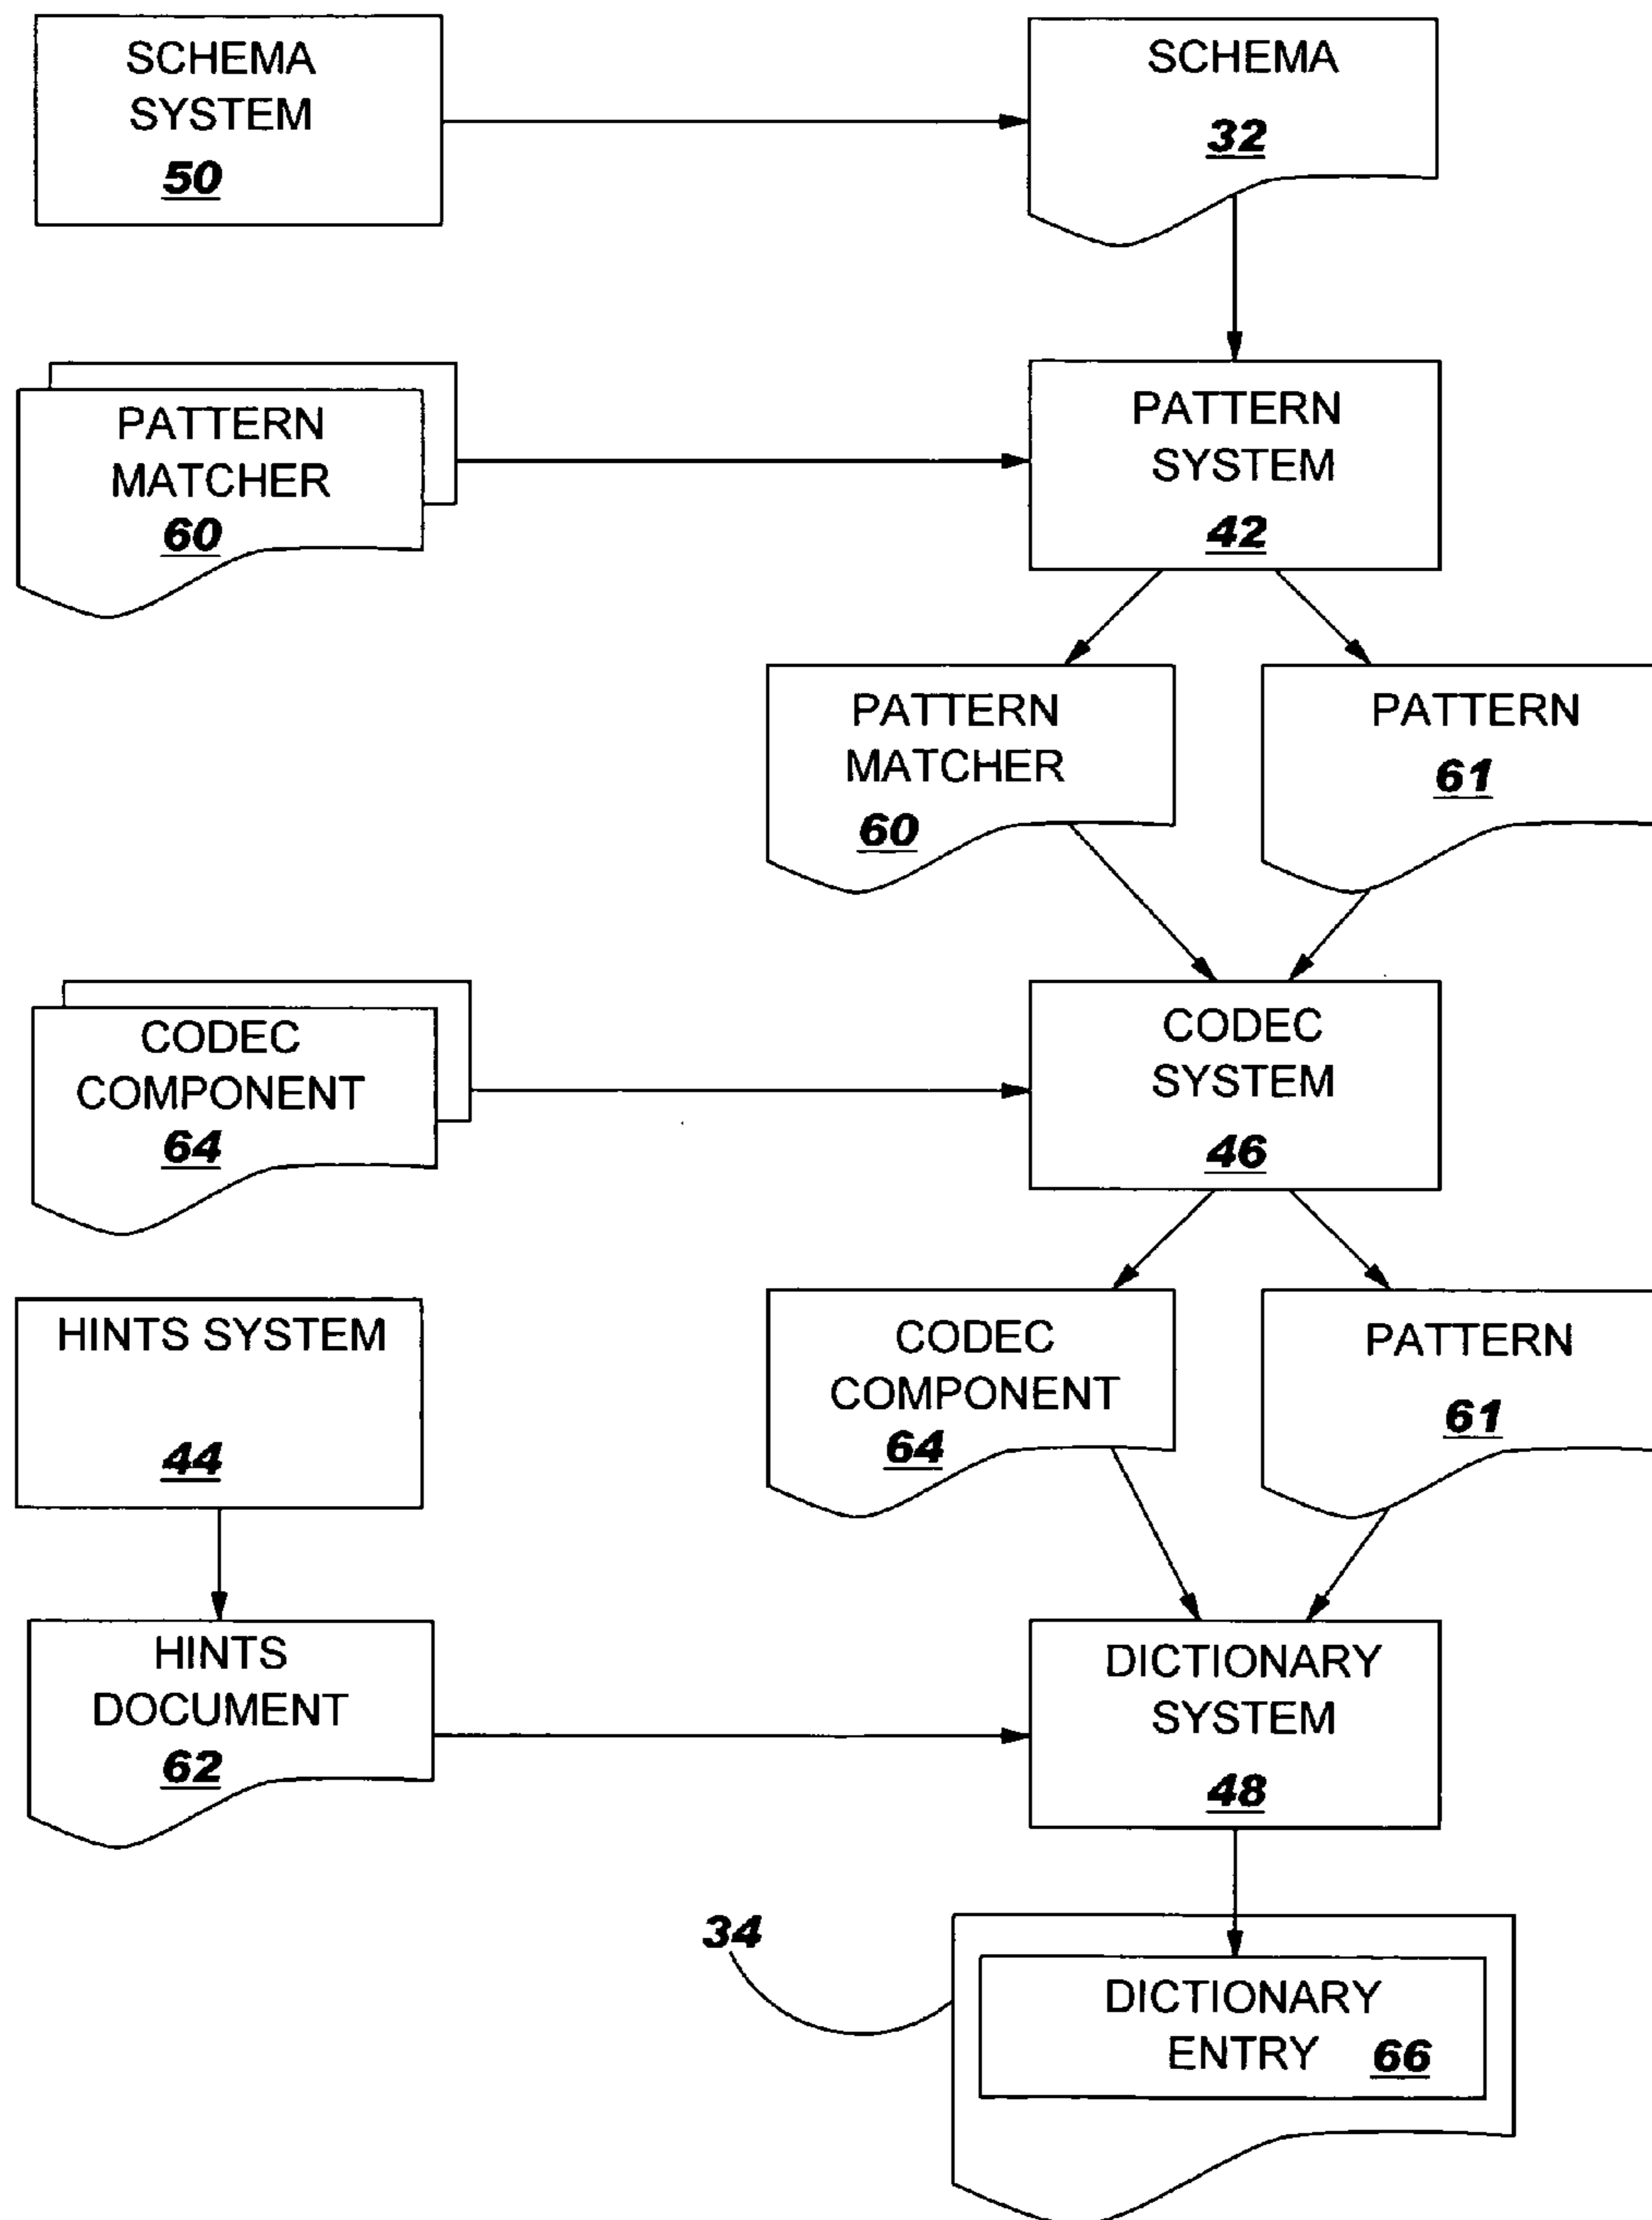 SCHEMA
SYSTEM
50
SCHEMA
32
PATTERN
MATCHER
60
PATTERN
SYSTEM
42
PATTERN
MATCHER
60
PATTERN
61
CODEC
COMPONENT
64
CODEC
SYSTEM
46
HINTS SYSTEM
44
CODEC
COMPONENT
64
PATTERN
61
HINTS
DOCUMENT
62
DICTIONARY
SYSTEM
48
34
DICTIONARY
ENTRY 66